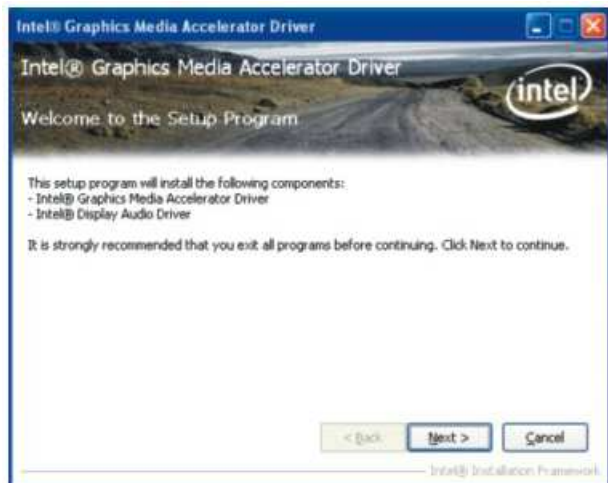 Intel® Graphics Media Accelerator Driver
Intel® Graphics Media Accelerator Driver
intel
Welcome to the Setup Program
This setup program will install the following components:
- Intel® Graphics Media Accelerator Driver
- Intel® Display Audio Driver
It is strongly recommended that you exit all programs before continuing. Click Next to continue.
< Back Next > Cancel
Intel® Installation Framework